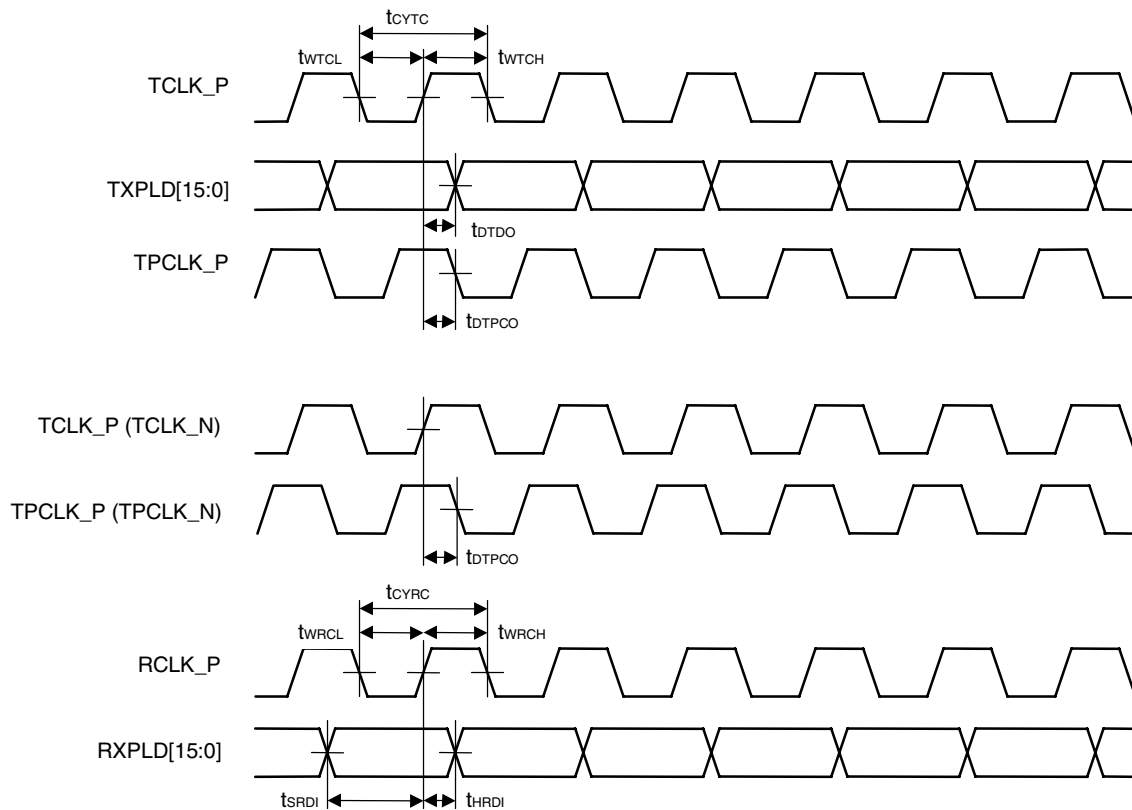 tCYTC
tWTCL
tWTCH
TCLK_P
TXPLD[15:0]
tDTDO
TPCLK_P
tDTPCO
TCLK_P (TCLK_N)
TPCLK_P (TPCLK_N)
tDTPCO
tCYRC
tWRCL
tWRCH
RCLK_P
RXPLD[15:0]
tSRDI
tHRDI